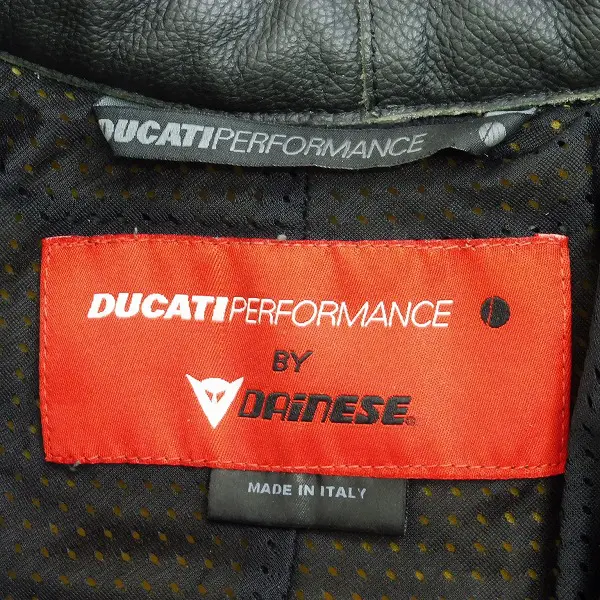 DUCATIPERFORMANCE
DUCATIPERFORMANCE
BY
DAiNESE
MADE IN ITALY